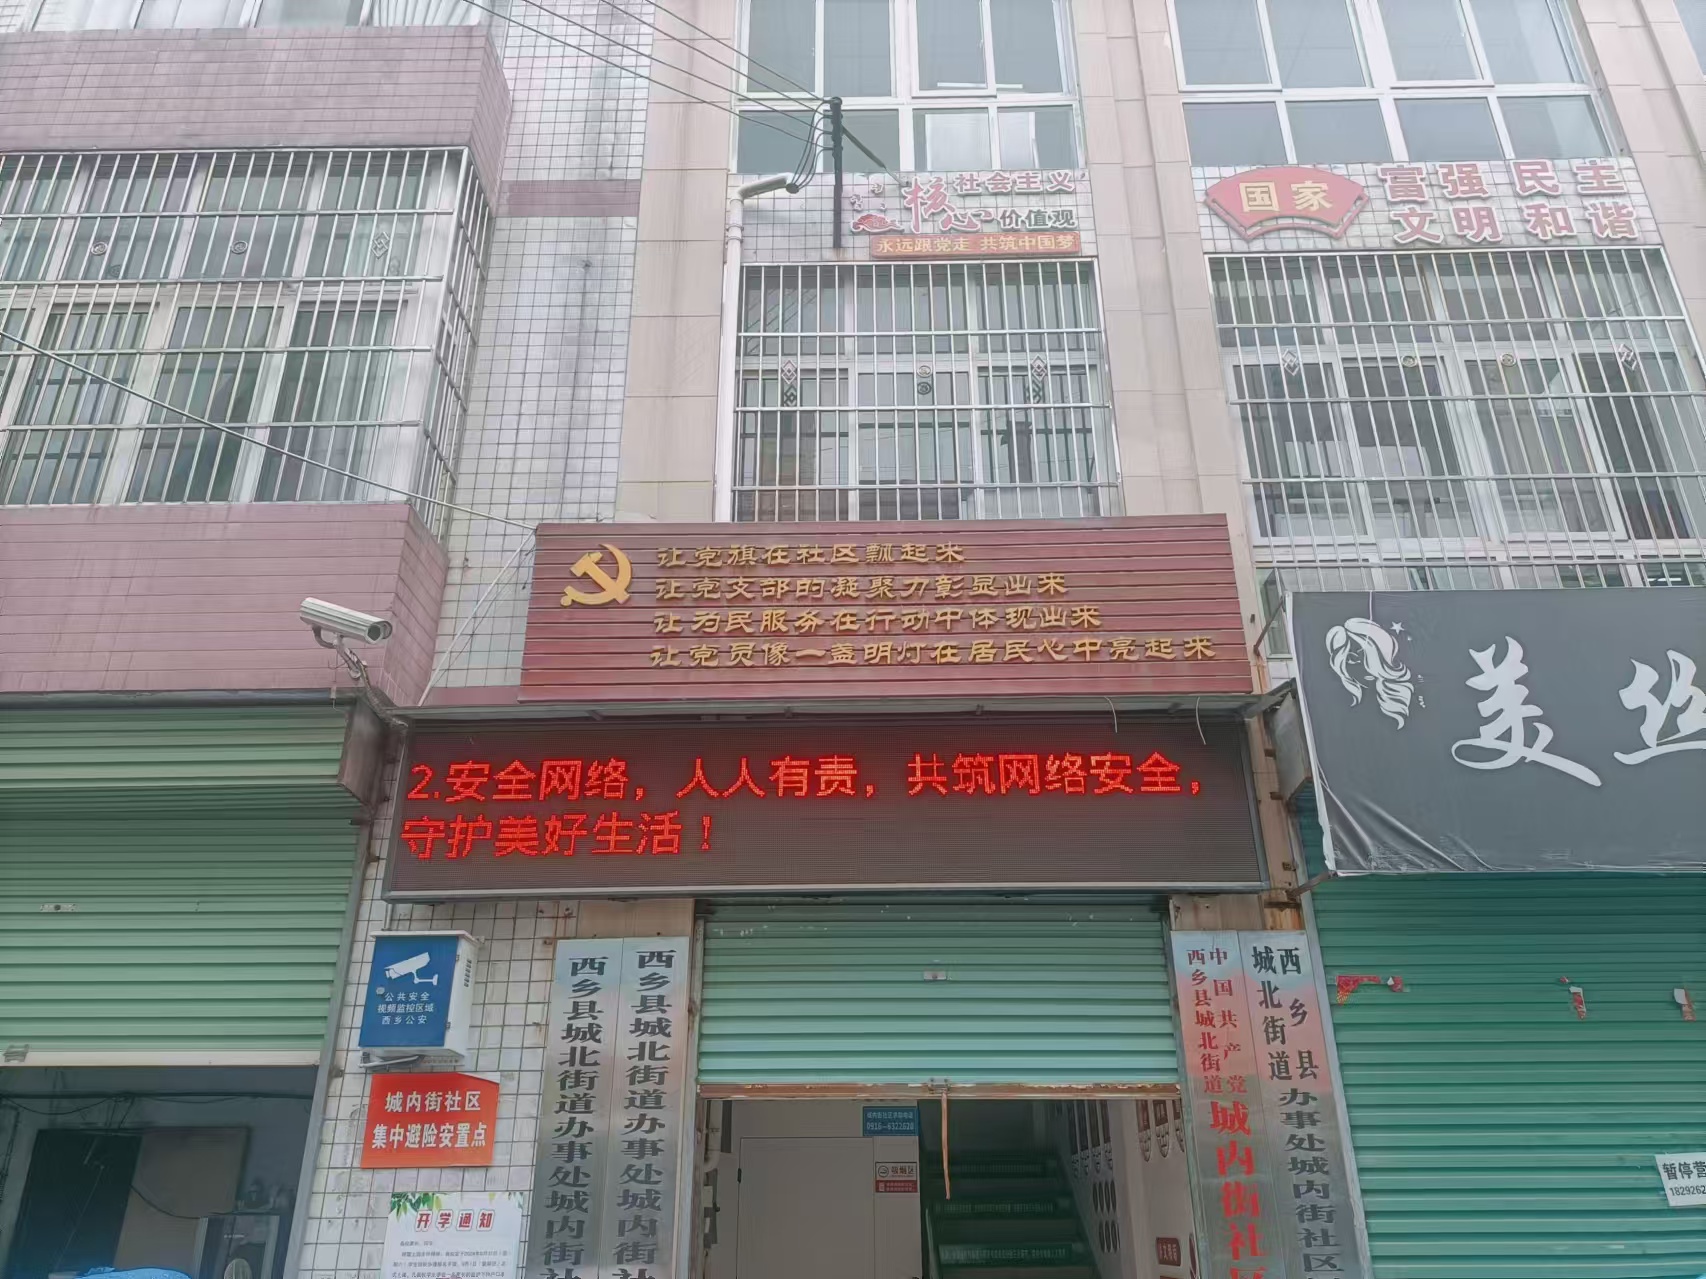 社会主义
核心价值观
永远跟党走 共筑中国梦
国家
富强 民主
文明 和谐
让党旗在社区飘起来
让党支部的凝聚力彰显出来
让为民服务在行动中体现出来
让党员像一盏明灯在居民心中亮起来
2.安全网络，人人有责，共筑网络安全，
守护美好生活！
美丝
公共安全
视频监控区域
西乡公安
城内街社区
集中避险安置点
开学通知
西乡县城北街道办事处城内街社
西乡县城北街道办事处城内街社
中国共产党
西乡县城北街道
城内街社区
西乡县
城北街道
办事处城内街社区
0916-6322020
暂停营
182926